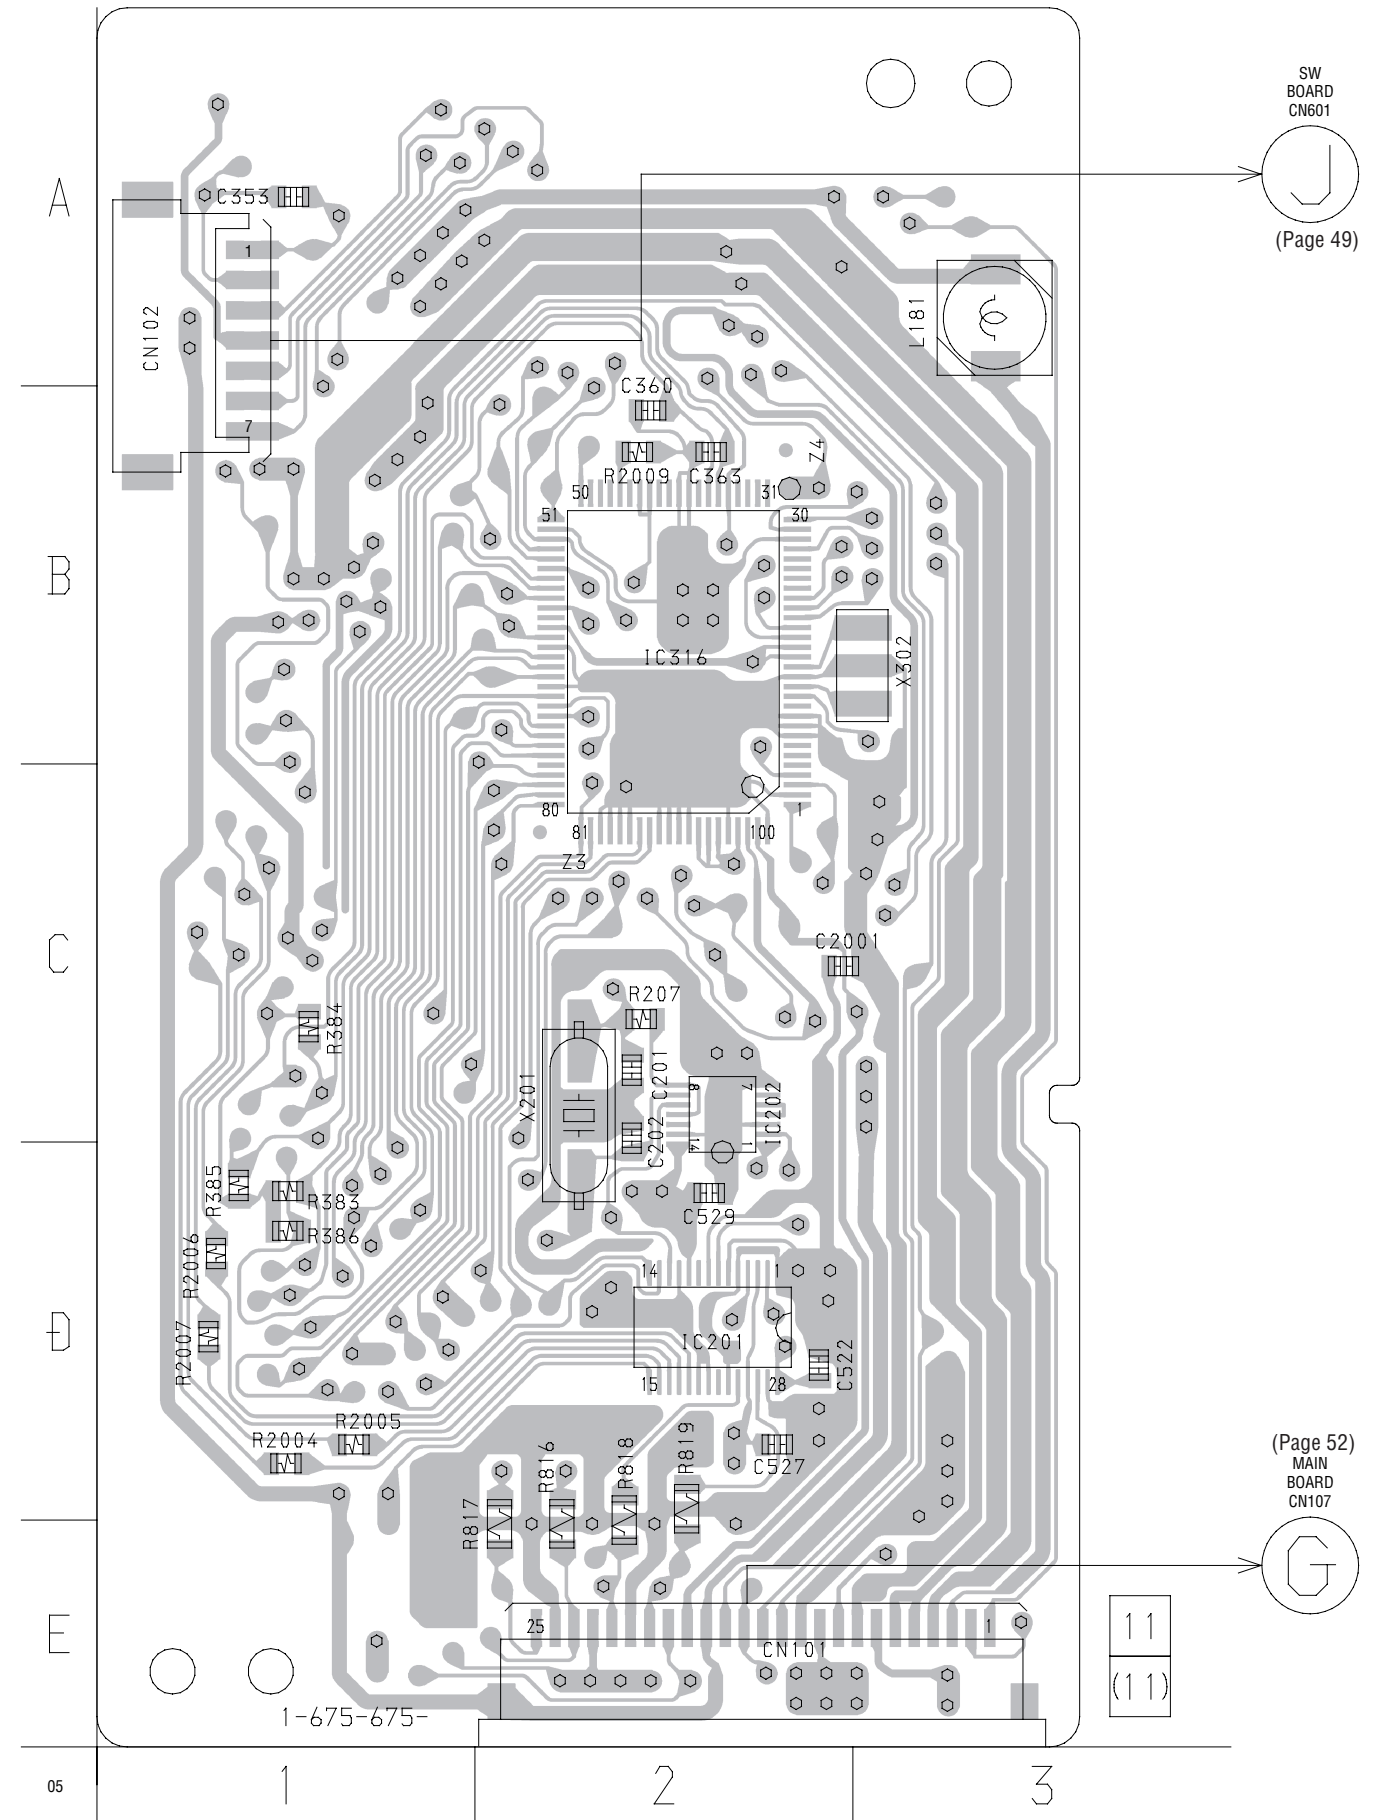 SW
BOARD
CN601
A
J
C353
(Page 49)
1
CN102
L181
C360
7
Z4
R2009 C363
50 31
51 30
B
IC316
X302
80 1
81 100
Z3
C
C2001
R207
R384
X201
C201
8 7
IC202
C202
14 1
R385
R383
C529
R386
R2006
14 1
D
IC201
R2007
C522
15 28
R2005
R2004
R819
R818
R816
C527
(Page 52)
MAIN
BOARD
CN107
R817
G
25 1
E
11
CN101
(11)
1-675-675-
05
1 2 3